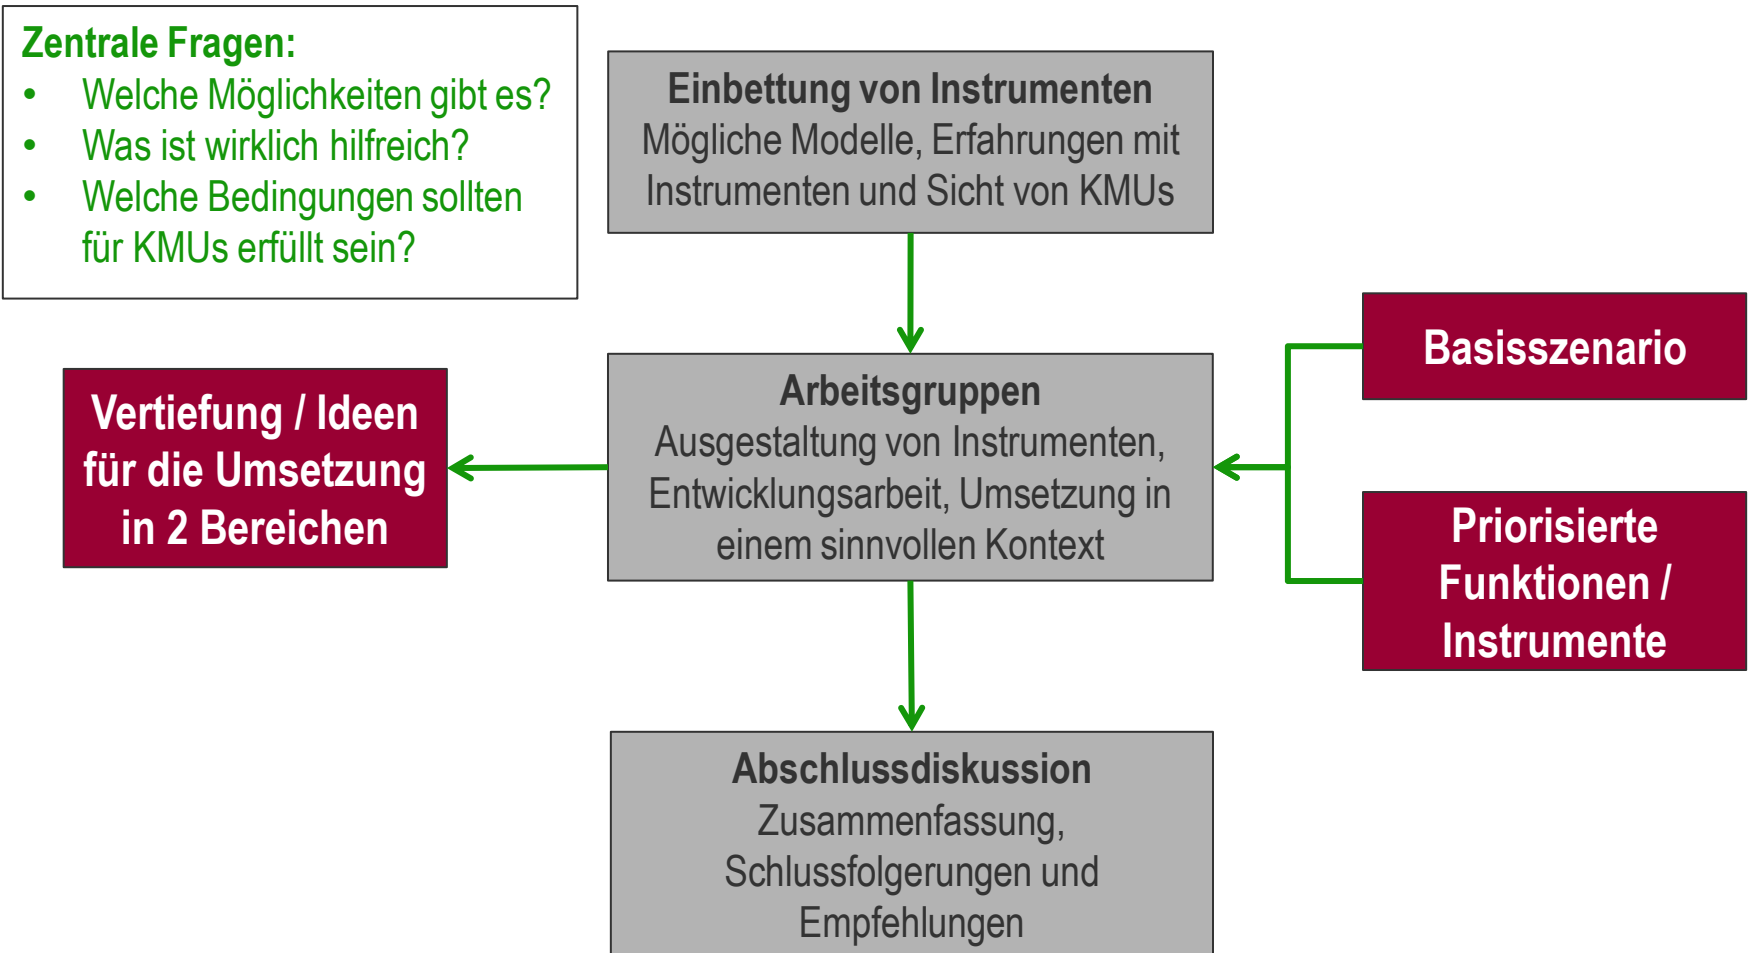 Zentrale Fragen:
• Welche Möglichkeiten gibt es?
• Was ist wirklich hilfreich?
• Welche Bedingungen sollten
für KMUs erfüllt sein?
Einbettung von Instrumenten
Mögliche Modelle, Erfahrungen mit
Instrumenten und Sicht von KMUs
Basisszenario
Vertiefung / Ideen
für die Umsetzung
in 2 Bereichen
Arbeitsgruppen
Ausgestaltung von Instrumenten,
Entwicklungsarbeit, Umsetzung in
einem sinnvollen Kontext
Priorisierte
Funktionen /
Instrumente
Abschlussdiskussion
Zusammenfassung,
Schlussfolgerungen und
Empfehlungen